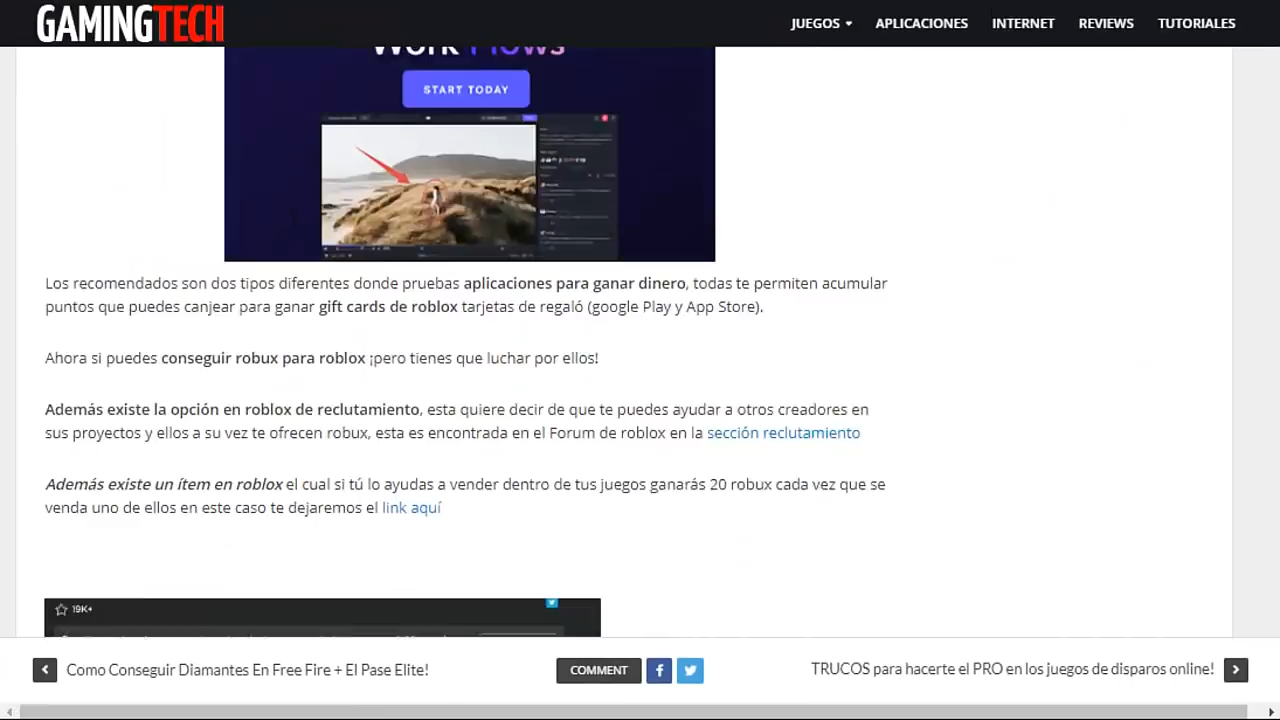 GAMINGTECH
JUEGOS
APLICACIONES
INTERNET
REVIEWS
TUTORIALES
Work Flows
START TODAY
Los recomendados son dos tipos diferentes donde pruebas aplicaciones para ganar dinero, todas te permiten acumular
puntos que puedes canjear para ganar gift cards de roblox tarjetas de regaló (google Play y App Store).
Ahora si puedes conseguir robux para roblox ¡pero tienes que luchar por ellos!
Además existe la opción en roblox de reclutamiento, esta quiere decir de que te puedes ayudar a otros creadores en
sus proyectos y ellos a su vez te ofrecen robux, esta es encontrada en el Forum de roblox en la sección reclutamiento
Además existe un ítem en roblox el cual si tú lo ayudas a vender dentro de tus juegos ganarás 20 robux cada vez que se
venda uno de ellos en este caso te dejaremos el link aquí
19K+
Como Conseguir Diamantes En Free Fire + El Pase Elite!
COMMENT
TRUCOS para hacerte el PRO en los juegos de disparos online!